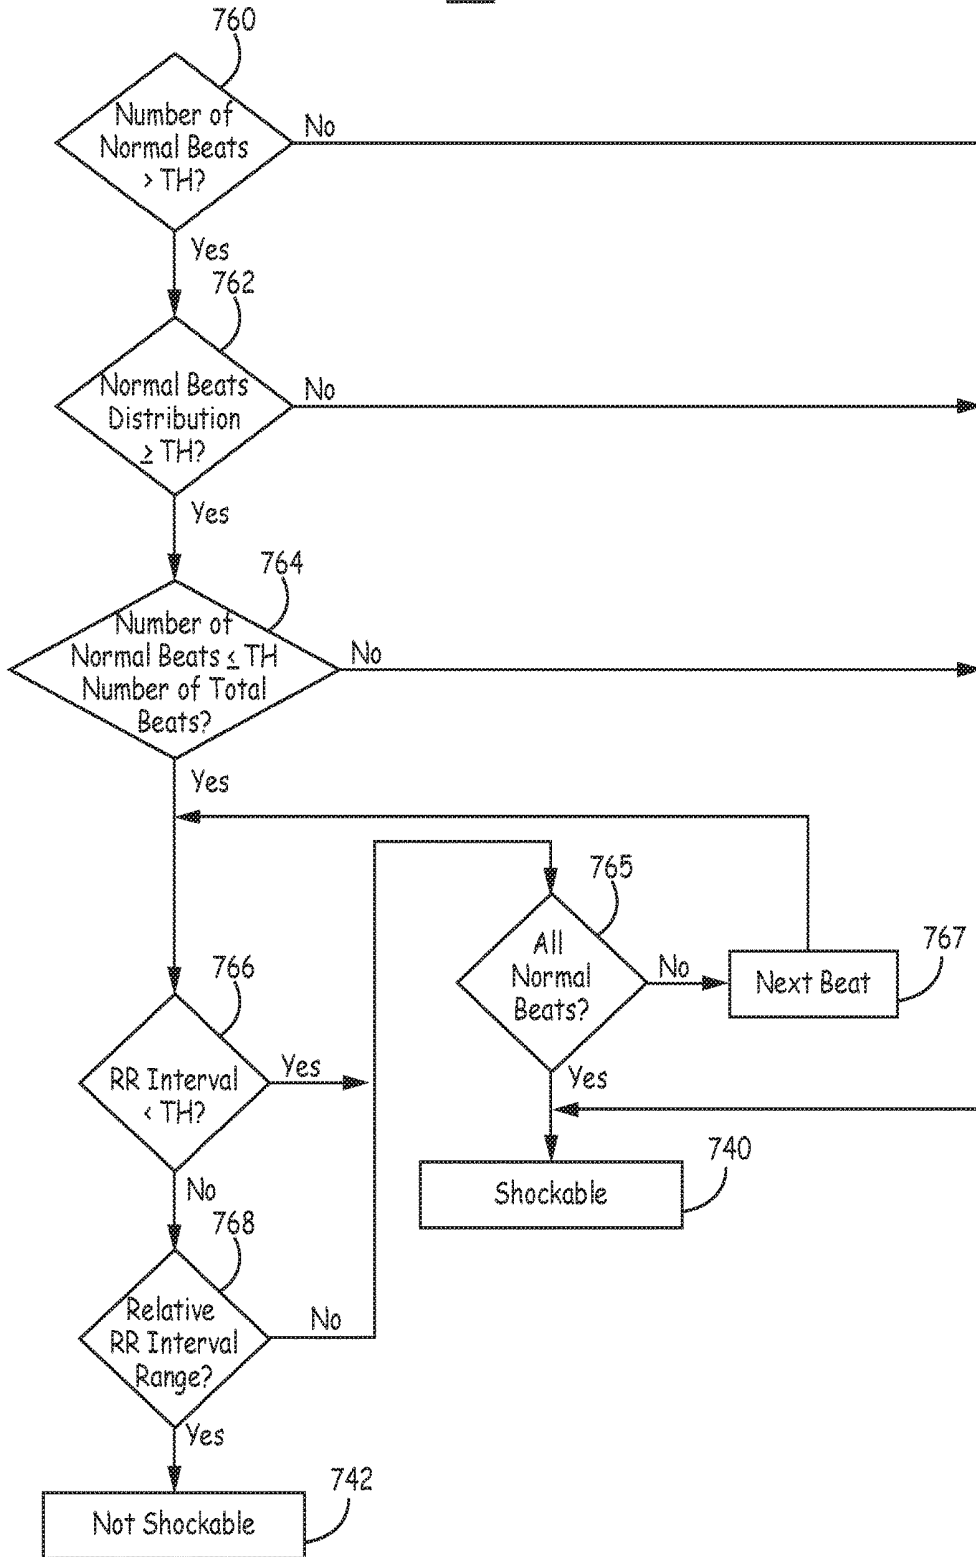 760
Number of
Normal Beats
> TH?
No
Yes
762
Normal Beats
Distribution
≥ TH?
No
Yes
764
Number of
Normal Beats ≤ TH
Number of Total
Beats?
No
Yes
765
All
Normal
Beats?
No
767
Next Beat
766
RR Interval
< TH?
Yes
Yes
740
Shockable
No
768
Relative
RR Interval
Range?
No
Yes
742
Not Shockable